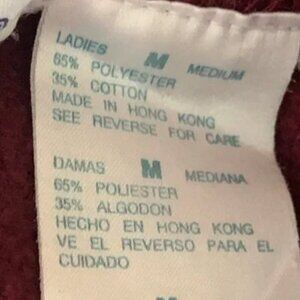 LADIES M MEDIUM
65% POLYESTER
35% COTTON
MADE IN HONG KONG
SEE REVERSE FOR CARE
DAMAS M MEDIANA
65% POLIESTER
35% ALGODON
HECHO EN HONG KONG
VE EL REVERSO PARA EL
CUIDADO